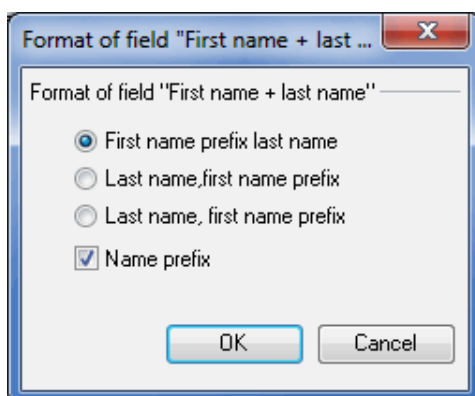 Format of field "First name + last ...
Format of field "First name + last name"
First name prefix last name
Last name,first name prefix
Last name, first name prefix
Name prefix
OK Cancel